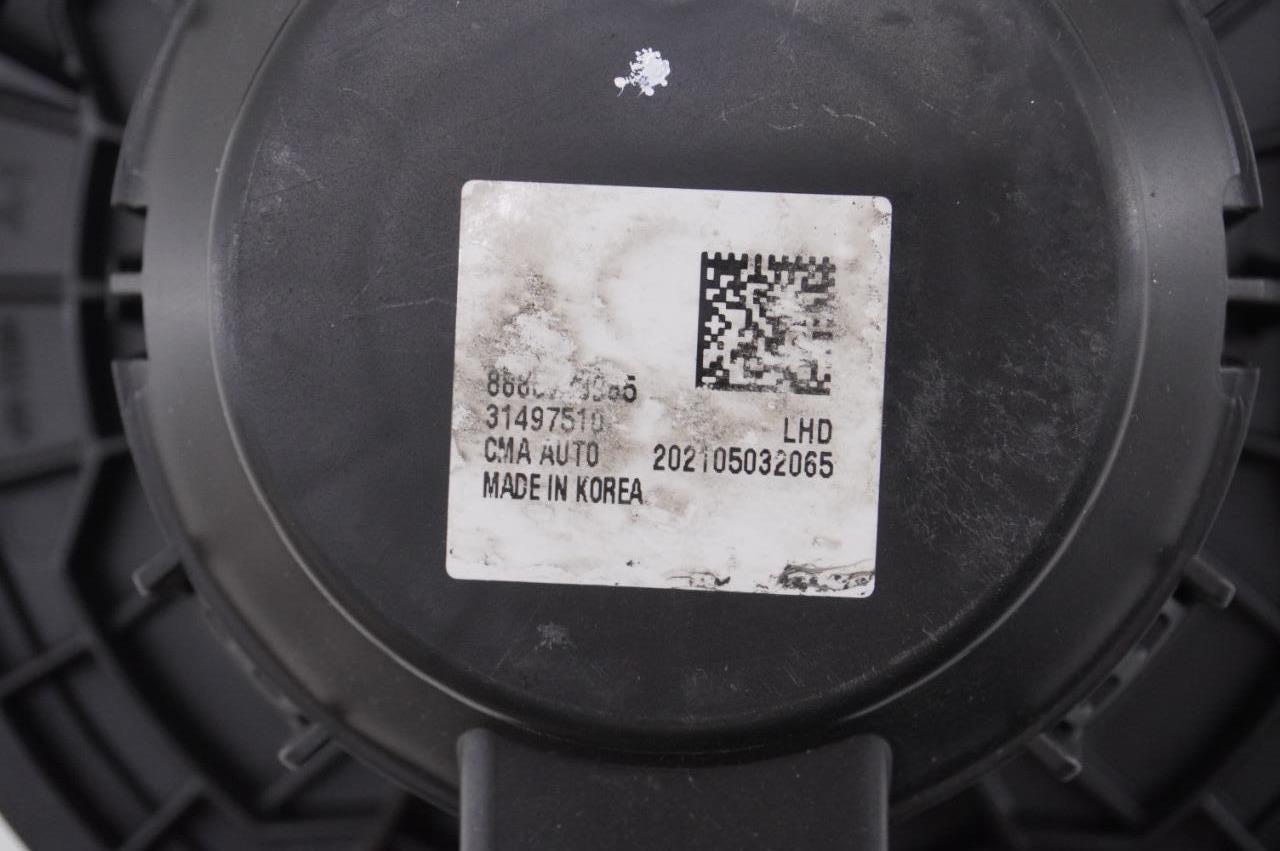 31497510
LHD
CMA AUTO 202105032065
MADE IN KOREA